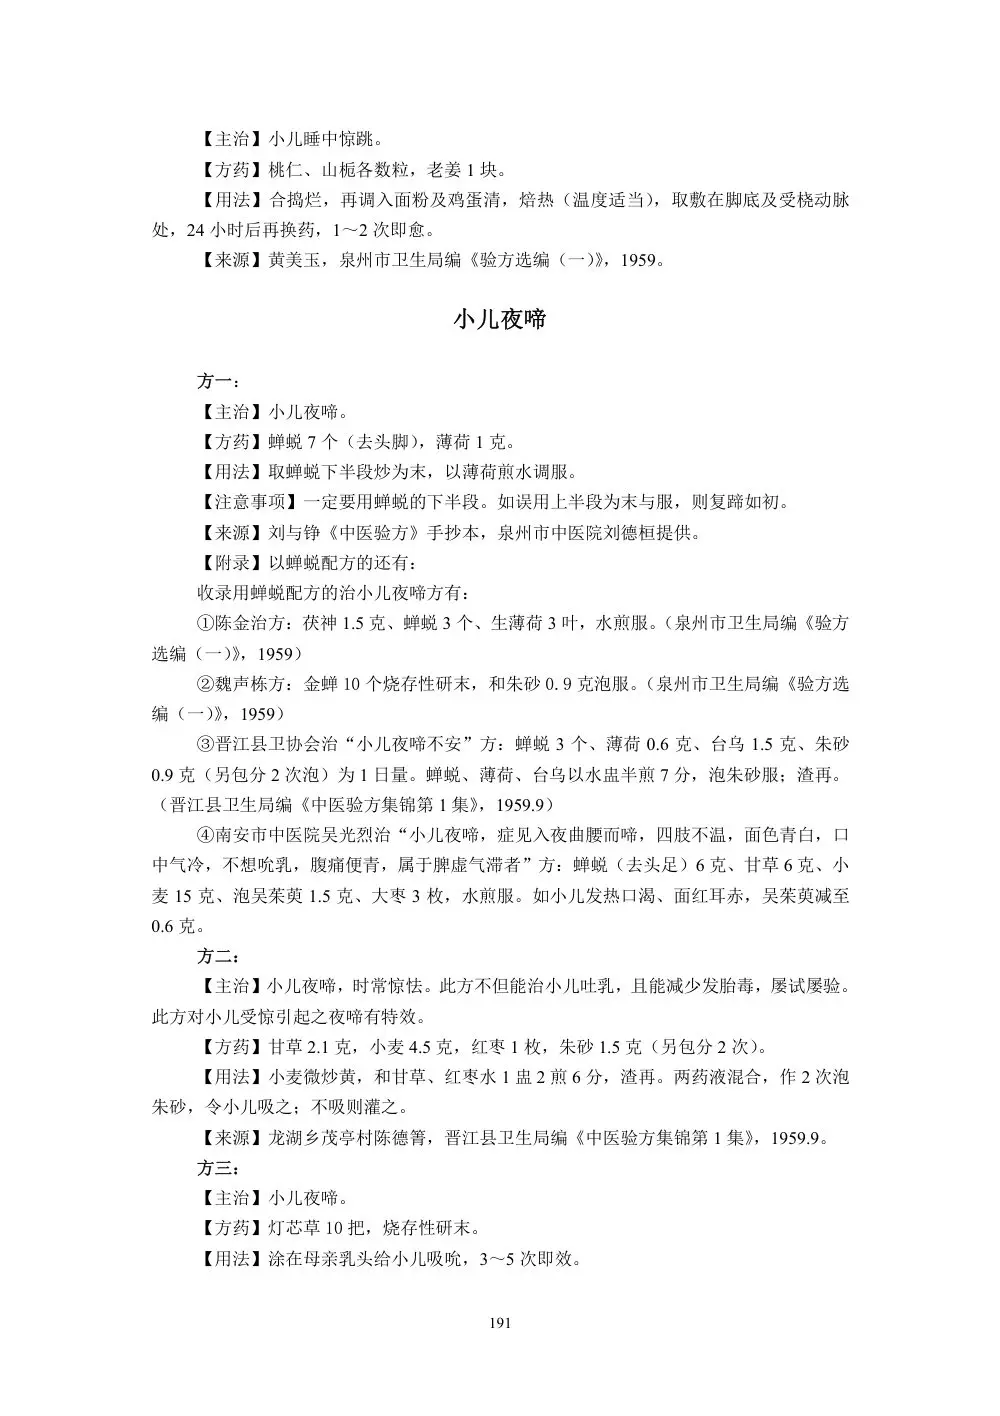 【主治】小儿睡中惊跳。
【方药】桃仁、山栀各数粒，老姜 1 块。
【用法】合捣烂，再调入面粉及鸡蛋清，焙热（温度适当），取敷在脚底及受桡动脉
处，24 小时后再换药，1～2 次即愈。
【来源】黄美玉，泉州市卫生局编《验方选编（一）》，1959。
小儿夜啼
方一：
【主治】小儿夜啼。
【方药】蝉蜕 7 个（去头脚），薄荷 1 克。
【用法】取蝉蜕下半段炒为末，以薄荷煎水调服。
【注意事项】一定要用蝉蜕的下半段。如误用上半段为末与服，则复蹄如初。
【来源】刘与铮《中医验方》手抄本，泉州市中医院刘德桓提供。
【附录】以蝉蜕配方的还有：
收录用蝉蜕配方的治小儿夜啼方有：
①陈金治方：茯神 1.5 克、蝉蜕 3 个、生薄荷 3 叶，水煎服。（泉州市卫生局编《验方
选编（一）》，1959）
②魏声栋方：金蝉 10 个烧存性研末，和朱砂 0.9 克泡服。（泉州市卫生局编《验方选
编（一）》，1959）
③晋江县卫协会治“小儿夜啼不安”方：蝉蜕 3 个、薄荷 0.6 克、台乌 1.5 克、朱砂
0.9 克（另包分 2 次泡）为 1 日量。蝉蜕、薄荷、台乌以水盅半煎 7 分，泡朱砂服；渣再。
（晋江县卫生局编《中医验方集锦第 1 集》，1959.9）
④南安市中医院吴光烈治“小儿夜啼，症见入夜曲腰而啼，四肢不温，面色青白，口
中气冷，不想吮乳，腹痛便青，属于脾虚气滞者”方：蝉蜕（去头足）6 克、甘草 6 克、小
麦 15 克、泡吴茱萸 1.5 克、大枣 3 枚，水煎服。如小儿发热口渴、面红耳赤，吴茱萸减至
0.6 克。
方二：
【主治】小儿夜啼，时常惊怯。此方不但能治小儿吐乳，且能减少发胎毒，屡试屡验。
此方对小儿受惊引起之夜啼有特效。
【方药】甘草 2.1 克，小麦 4.5 克，红枣 1 枚，朱砂 1.5 克（另包分 2 次）。
【用法】小麦微炒黄，和甘草、红枣水 1 盅 2 煎 6 分，渣再。两药液混合，作 2 次泡
朱砂，令小儿吸之；不吸则灌之。
【来源】龙湖乡茂亭村陈德箐，晋江县卫生局编《中医验方集锦第 1 集》，1959.9。
方三：
【主治】小儿夜啼。
【方药】灯芯草 10 把，烧存性研末。
【用法】涂在母亲乳头给小儿吸吮，3～5 次即效。
191